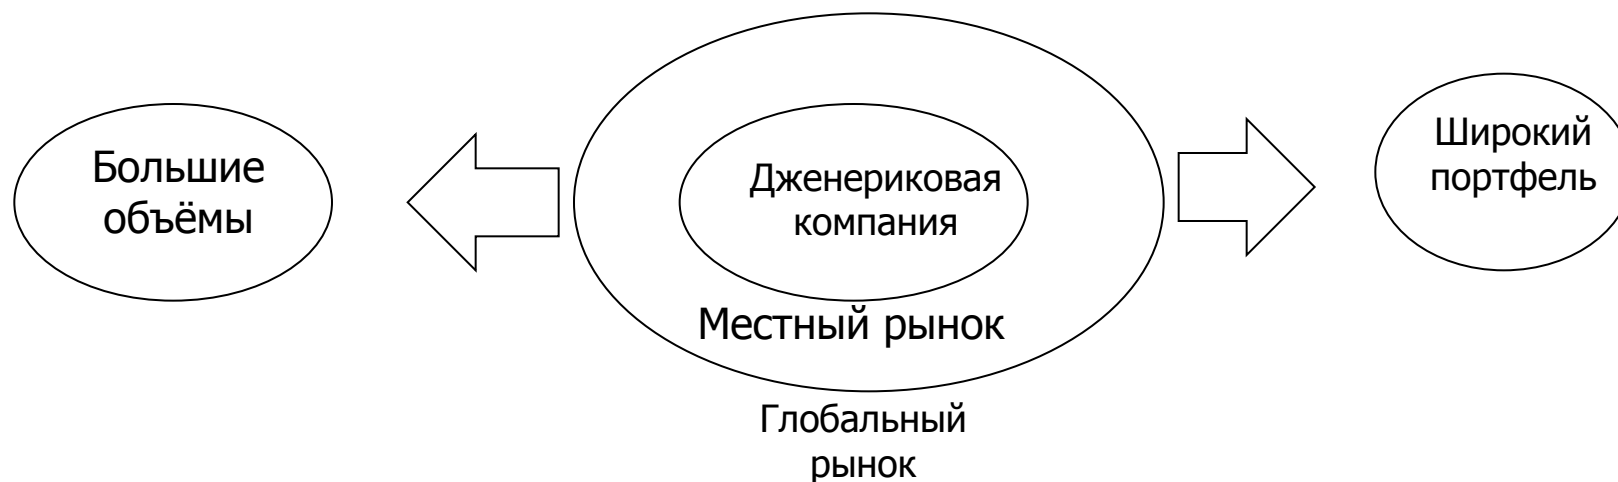 Большие
объёмы
Дженериковая
компания
Местный рынок
Глобальный
рынок
Широкий
портфель